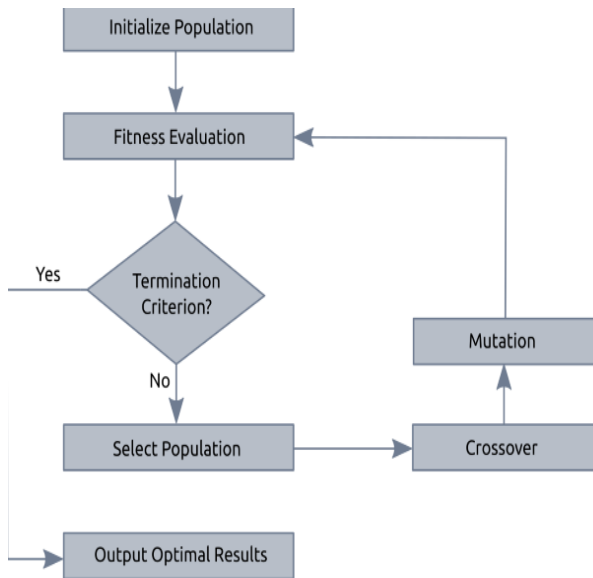 Initialize Population
Fitness Evaluation
Termination
Criterion?
Yes
No
Mutation
Select Population
Crossover
Output Optimal Results